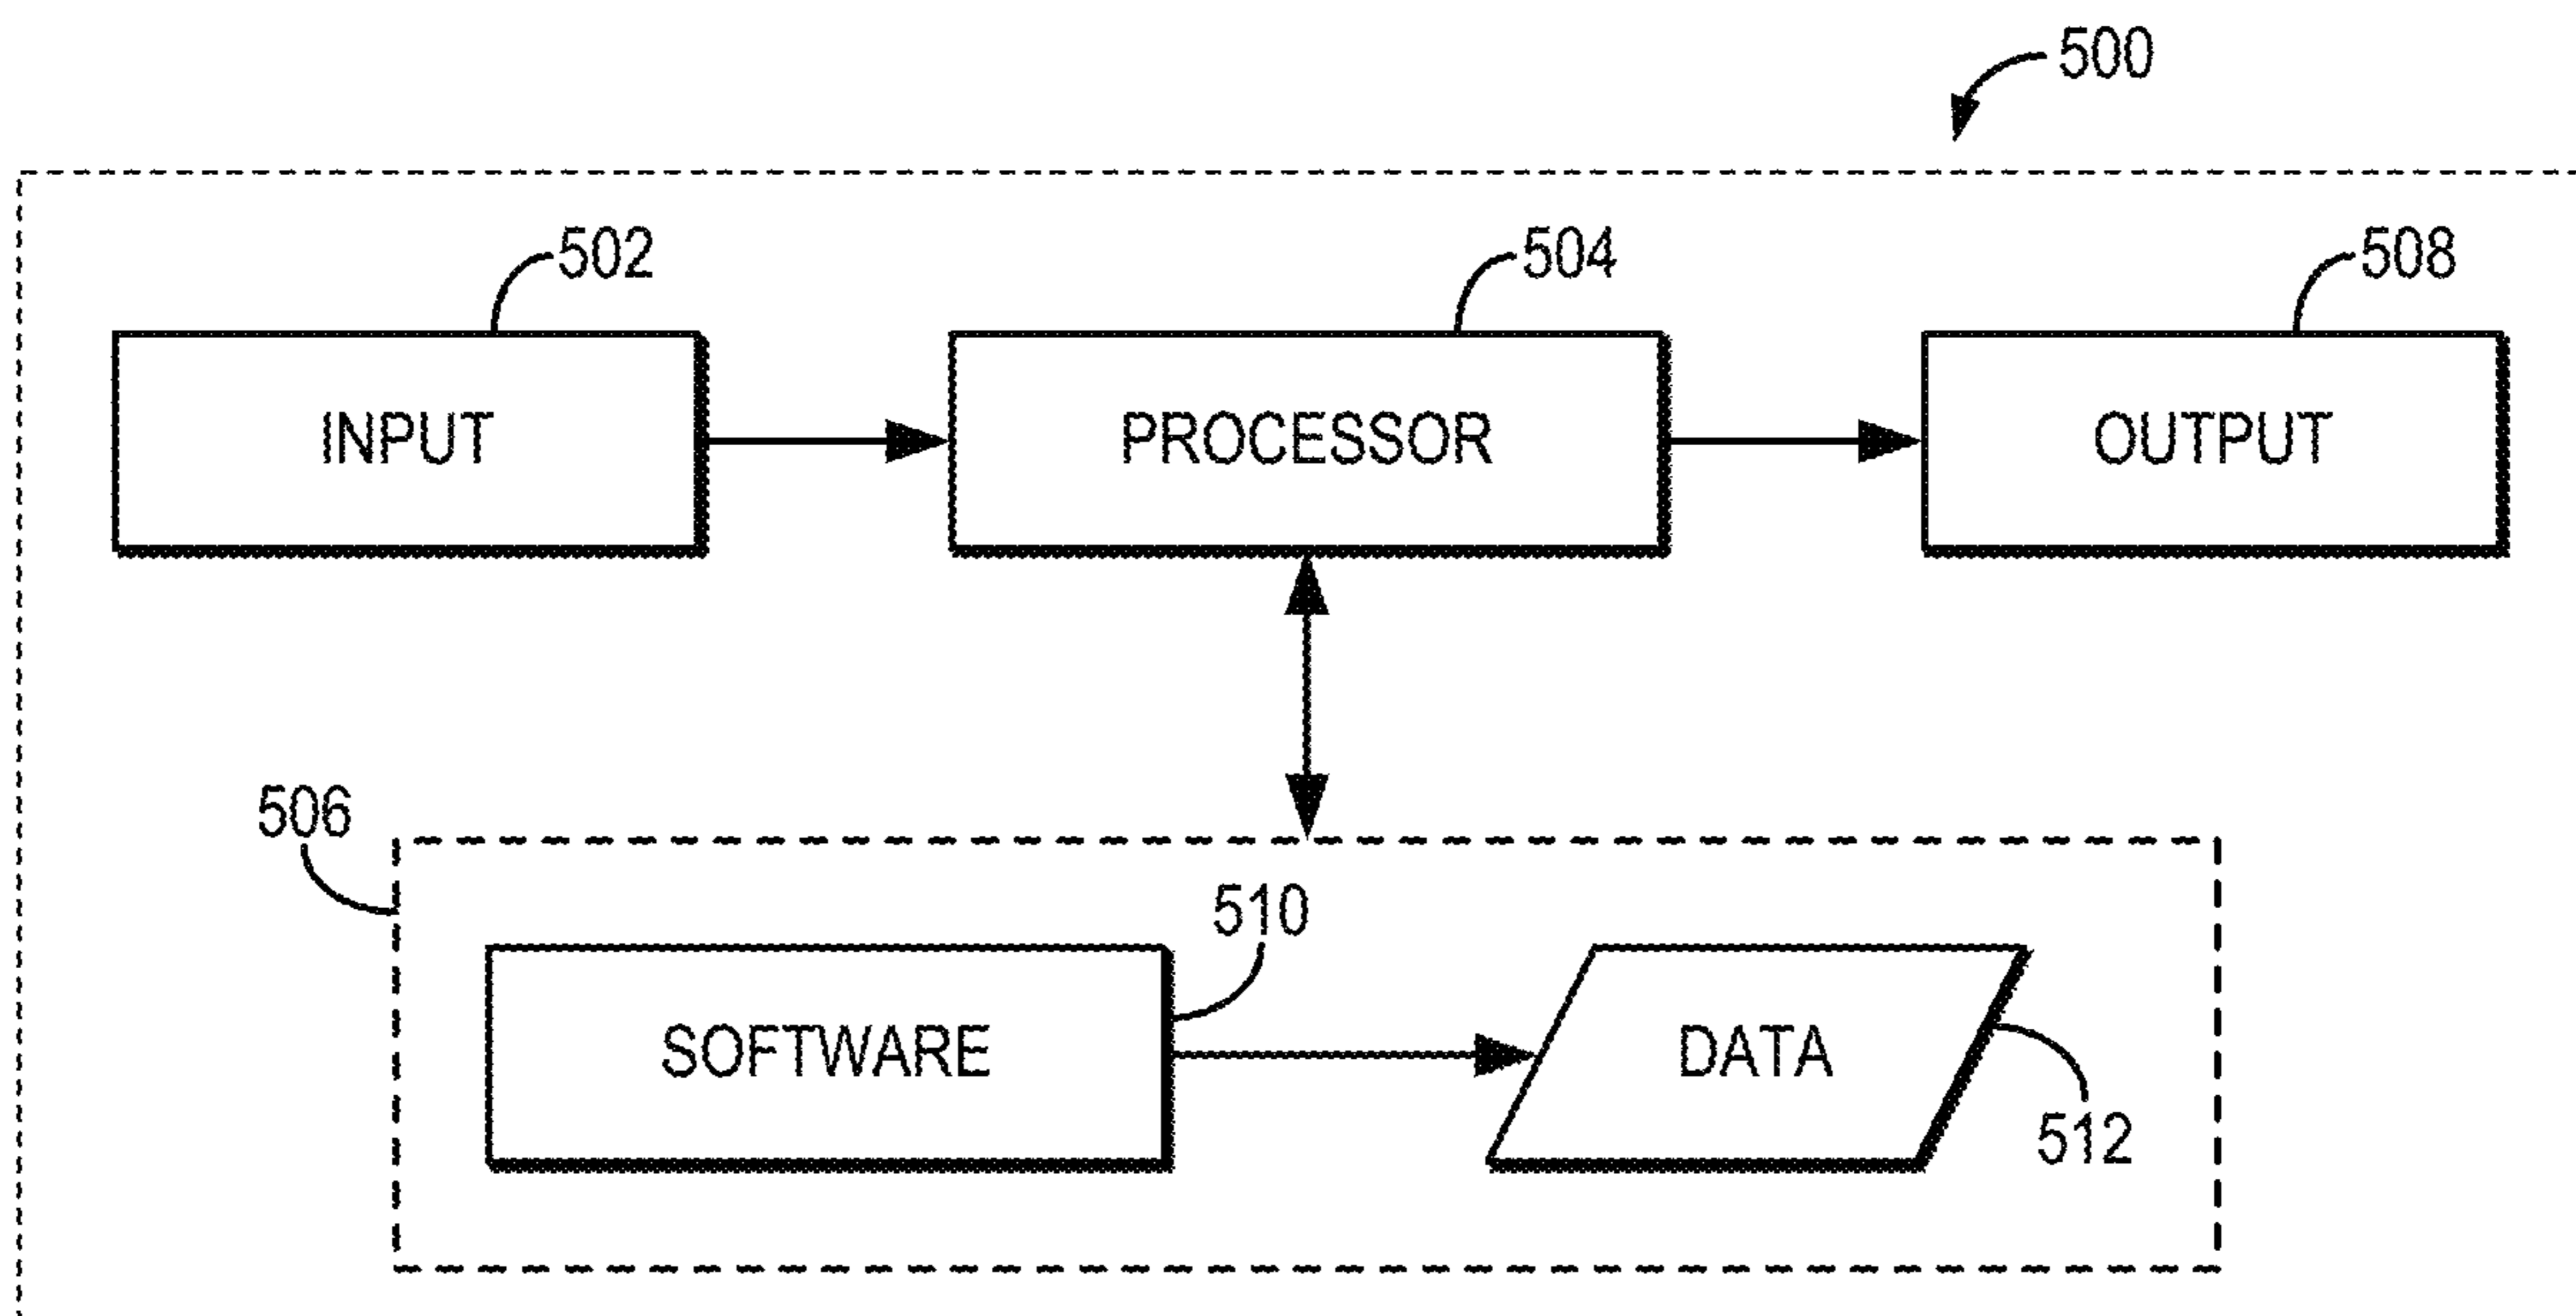 500
502
504
508
INPUT
PROCESSOR
OUTPUT
506
510
SOFTWARE
DATA
512